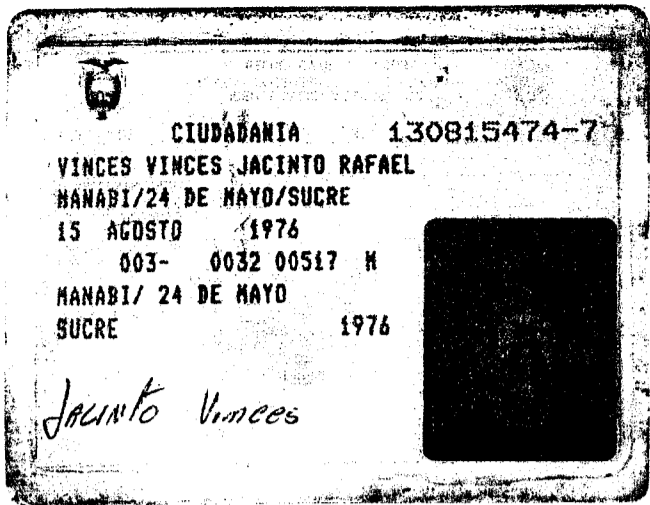 CIUDADANIA 130815474-7
VINCES VINCES JACINTO RAFAEL
MANABI/24 DE MAYO/SUCRE
15 AGOSTO 1976
003- 0032 00517 M
MANABI/ 24 DE MAYO
SUCRE 1976
Jacinto Vinces